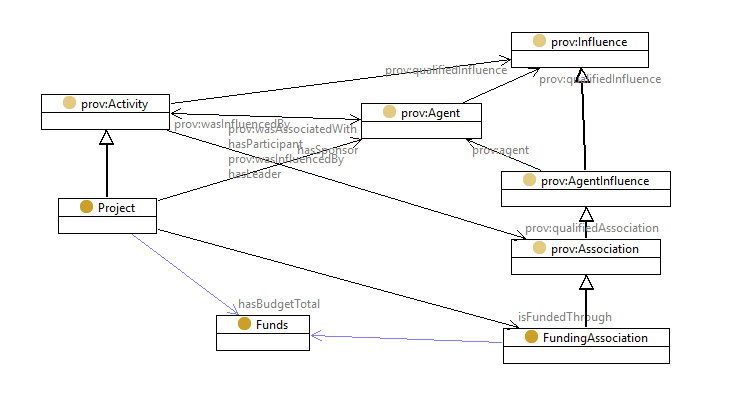 prov:Influence
prov:qualifiedInfluence
prov:qualifiedInfluence
prov:Activity
prov:Agent
prov:wasInfluencedBy
prov:wasAssociatedWith
hasParticipant
hasSponsor
prov:agent
prov:wasInfluencedBy
hasLeader
prov:AgentInfluence
Project
prov:qualifiedAssociation
prov:Association
hasBudgetTotal
isFundedThrough
Funds
FundingAssociation